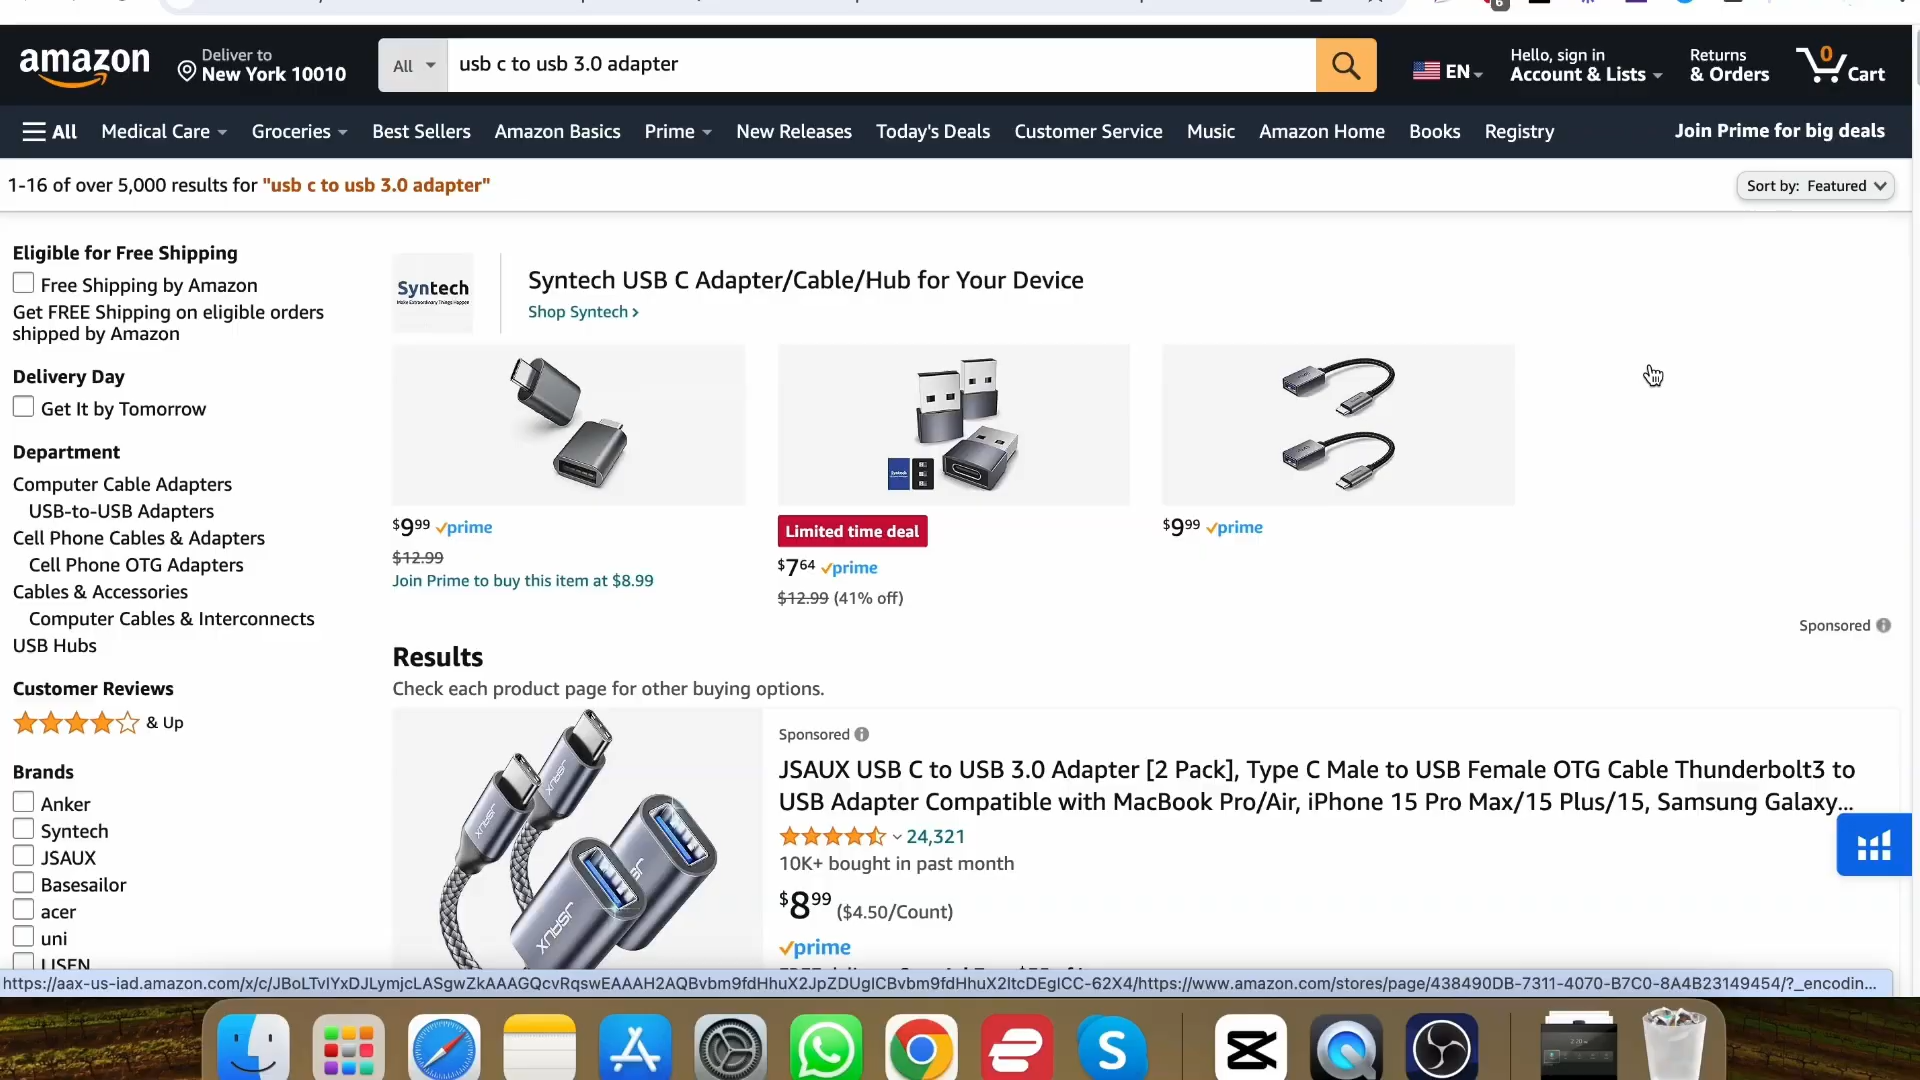 6
amazon
Deliver to
New York 10010
All
usb c to usb 3.0 adapter
EN
Hello, sign in
Account & Lists
Returns
& Orders
0
Cart
All
Medical Care
Groceries
Best Sellers
Amazon Basics
Prime
New Releases
Today's Deals
Customer Service
Music
Amazon Home
Books
Registry
Join Prime for big deals
1-16 of over 5,000 results for "usb c to usb 3.0 adapter"
Sort by: Featured
Eligible for Free Shipping
Free Shipping by Amazon
Get FREE Shipping on eligible orders
shipped by Amazon
Delivery Day
Get It by Tomorrow
Department
Computer Cable Adapters
USB-to-USB Adapters
Cell Phone Cables & Adapters
Cell Phone OTG Adapters
Cables & Accessories
Computer Cables & Interconnects
USB Hubs
Customer Reviews
& Up
Brands
Anker
Syntech
JSAUX
Basesailor
acer
uni
LISEN
Syntech
Make Extraordinary Things Happen
Syntech USB C Adapter/Cable/Hub for Your Device
Shop Syntech ›
$9.99 prime
$12.99
Join Prime to buy this item at $8.99
Limited time deal
$7.64 prime
$12.99 (41% off)
$9.99 prime
Sponsored
Results
Check each product page for other buying options.
JSAUX
JSAUX
JSAUX
Sponsored
JSAUX USB C to USB 3.0 Adapter [2 Pack], Type C Male to USB Female OTG Cable Thunderbolt3 to
USB Adapter Compatible with MacBook Pro/Air, iPhone 15 Pro Max/15 Plus/15, Samsung Galaxy...
24,321
10K+ bought in past month
$8.99 ($4.50/Count)
prime
https://aax-us-iad.amazon.com/x/c/JBoLTvIYxDJLymjcLASgwZkAAAGQcvRqswEAAAH2AQBvbm9fdHhuX2JpZDUgICBvbm9fdHhuX2ltcDEgICC-62X4/https://www.amazon.com/stores/page/438490DB-7311-4070-B7C0-8A4B23149454/?_encodin...